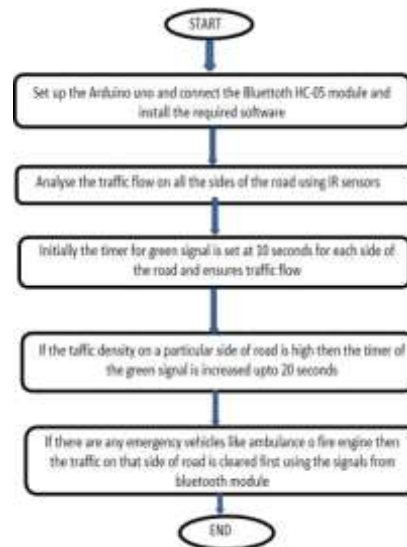 START
Set up the Arduino uno and connect the Bluettoth HC-05 module and
install the required software
Analyse the traffic flow on all the sides of the road using IR sensors
Initially the timer for green signal is set at 10 seconds for each side of
the road and ensures traffic flow
If the taffic density on a particular side of road is high then the timer of
the green signal is increased upto 20 seconds
If there are any emergency vehicles like ambulance o fire engine then
the traffic on that side of road is cleared first using the signals from
bluetooth module
END